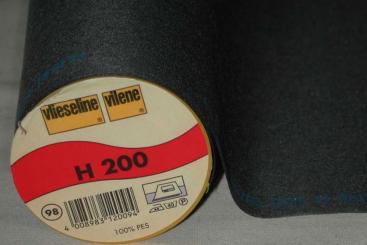 vlieseline vilene
H 200
98
4 008983 120094
100% PES